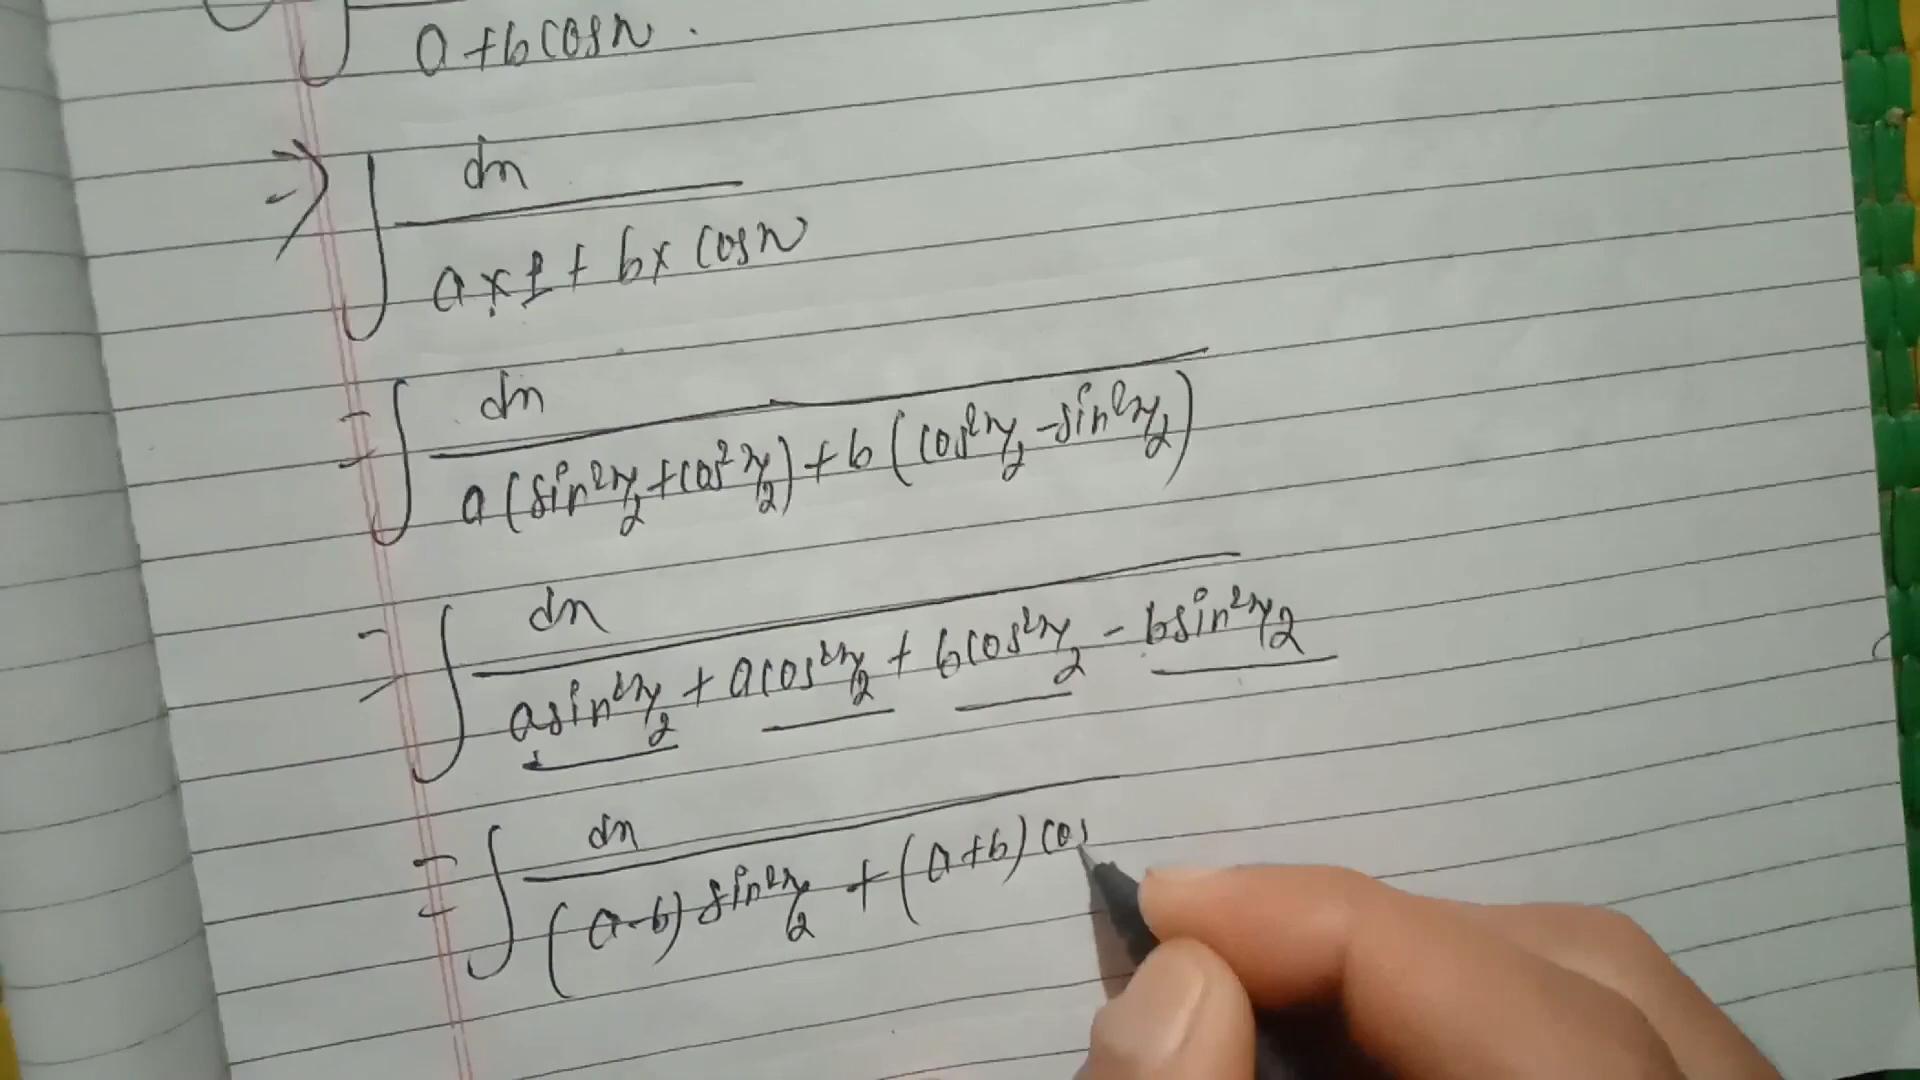 a+b cosx.
=) ∫ dx / a×1 + b× cosx
= ∫ dx / a(sin²x/2 + cos²x/2) + b(cos²x/2 - sin²x/2)
= ∫ dx / asin²x/2 + acos²x/2 + bcos²x/2 - bsin²x/2
= ∫ dx / (a-b) sin²x/2 + (a+b) cos